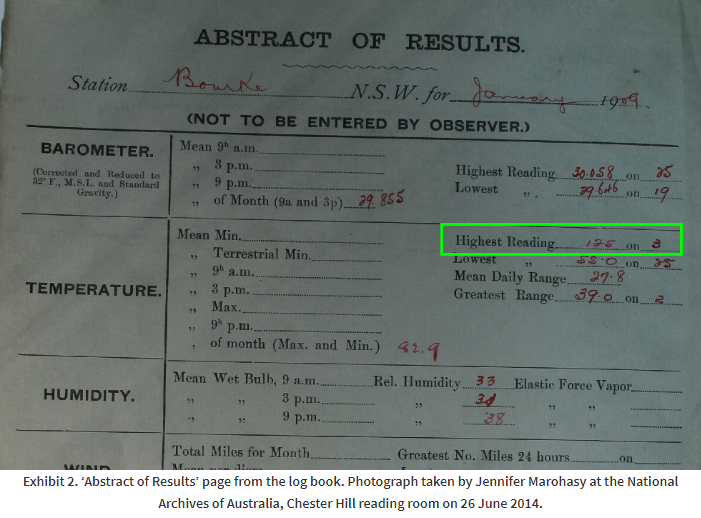 ABSTRACT OF RESULTS.
Station Bourke N.S.W. for January 1909.
(NOT TO BE ENTERED BY OBSERVER.)
BAROMETER.
(Corrected and Reduced to
32° F., M.S.L. and Standard
Gravity.)
Mean 9h a.m.
„ 3 p.m.
„ 9 p.m.
„ of Month (9a and 3p) 29.855
Highest Reading 30.058 on 25
Lowest „ 29.646 on 19
TEMPERATURE.
Mean Min.
„ Terrestrial Min.
„ 9h a.m.
„ 3 p.m.
„ Max.
„ 9h p.m.
„ of month (Max. and Min.) 82.9
Highest Reading 125 on 3
Lowest „ 55.0 on 25
Mean Daily Range 27.8
Greatest Range 39.0 on 2
HUMIDITY.
Mean Wet Bulb, 9 a.m. Rel. Humidity 33 Elastic Force Vapor
„ „ 3 p.m. „ „ „
„ „ 9 p.m. „ 38 „ „
WIND
Total Miles for Month Greatest No. Miles 24 hours on
Exhibit 2. ‘Abstract of Results’ page from the log book. Photograph taken by Jennifer Marohasy at the National
Archives of Australia, Chester Hill reading room on 26 June 2014.